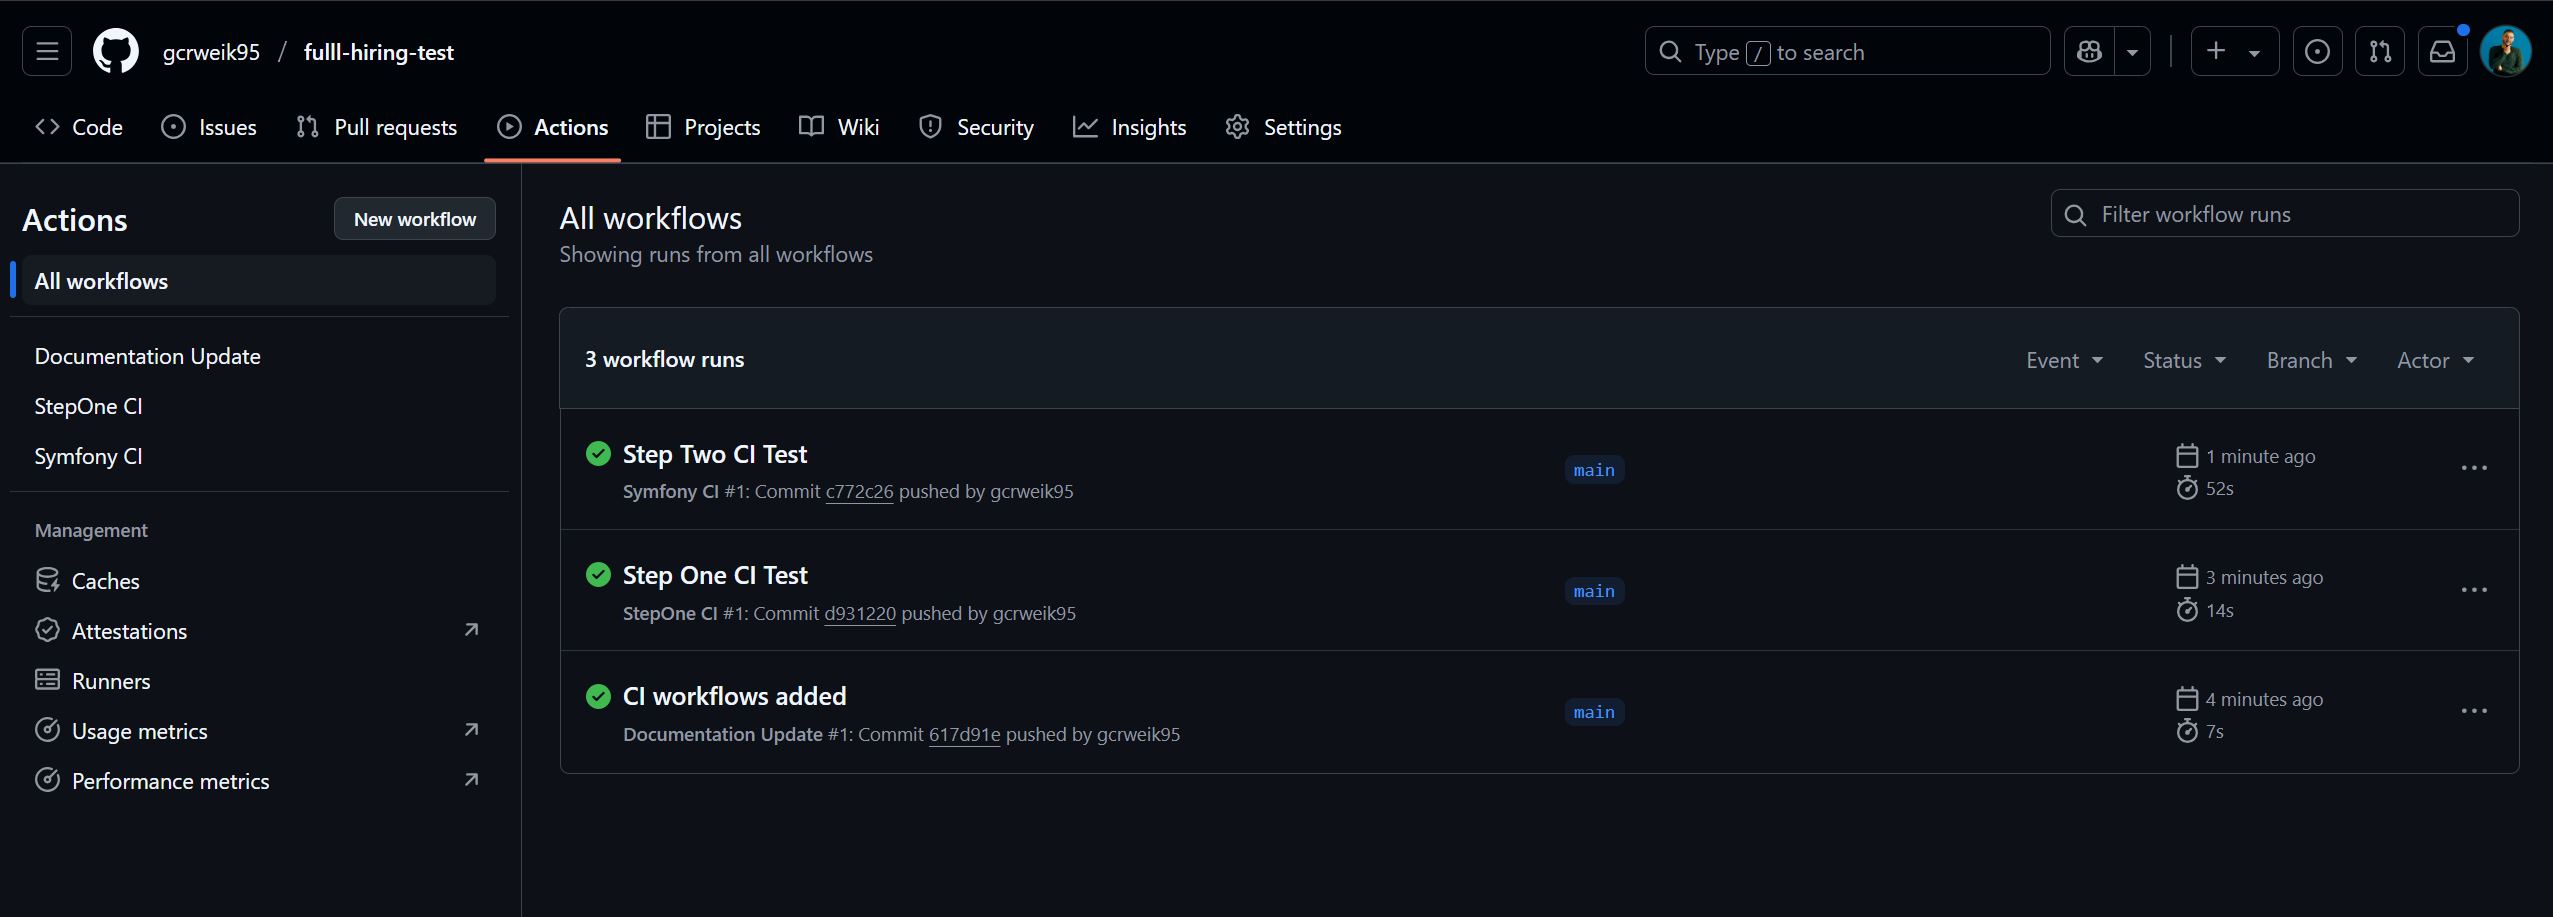 gcrweik95 / fulll-hiring-test
Type / to search
Code Issues Pull requests Actions Projects Wiki Security Insights Settings
Actions
New workflow
All workflows
Documentation Update
StepOne CI
Symfony CI
Management
Caches
Attestations
Runners
Usage metrics
Performance metrics
All workflows
Showing runs from all workflows
Filter workflow runs
3 workflow runs
Event Status Branch Actor
Step Two CI Test
Symfony CI #1: Commit c772c26 pushed by gcrweik95
main
1 minute ago
52s
Step One CI Test
StepOne CI #1: Commit d931220 pushed by gcrweik95
main
3 minutes ago
14s
CI workflows added
Documentation Update #1: Commit 617d91e pushed by gcrweik95
main
4 minutes ago
7s